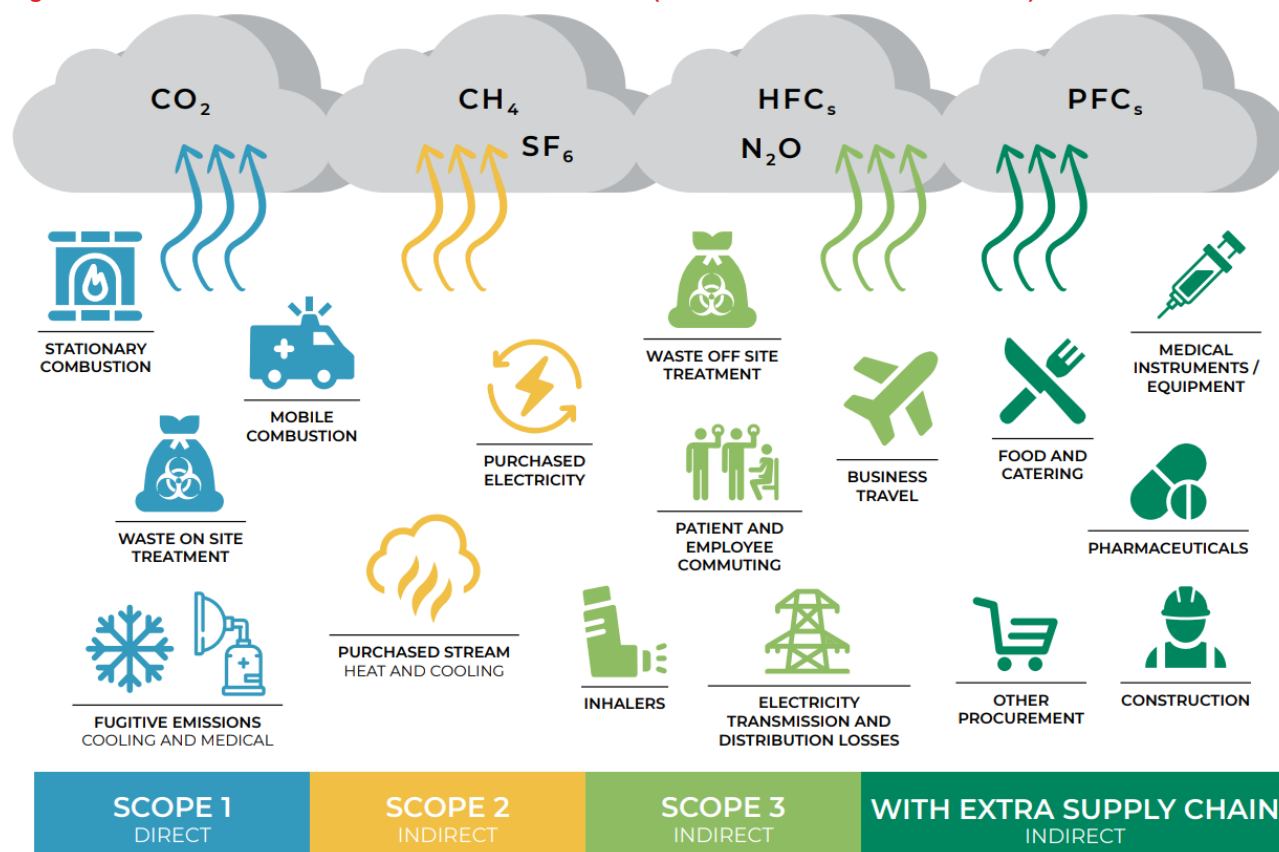 CO2
CH4
SF6
HFCs
N2O
PFCs
STATIONARY
COMBUSTION
MOBILE
COMBUSTION
WASTE ON SITE
TREATMENT
FUGITIVE EMISSIONS
COOLING AND MEDICAL
PURCHASED
ELECTRICITY
PURCHASED STREAM
HEAT AND COOLING
WASTE OFF SITE
TREATMENT
BUSINESS
TRAVEL
PATIENT AND
EMPLOYEE
COMMUTING
INHALERS
ELECTRICITY
TRANSMISSION AND
DISTRIBUTION LOSSES
MEDICAL
INSTRUMENTS /
EQUIPMENT
FOOD AND
CATERING
PHARMACEUTICALS
OTHER
PROCUREMENT
CONSTRUCTION
SCOPE 1
DIRECT
SCOPE 2
INDIRECT
SCOPE 3
INDIRECT
WITH EXTRA SUPPLY CHAIN
INDIRECT